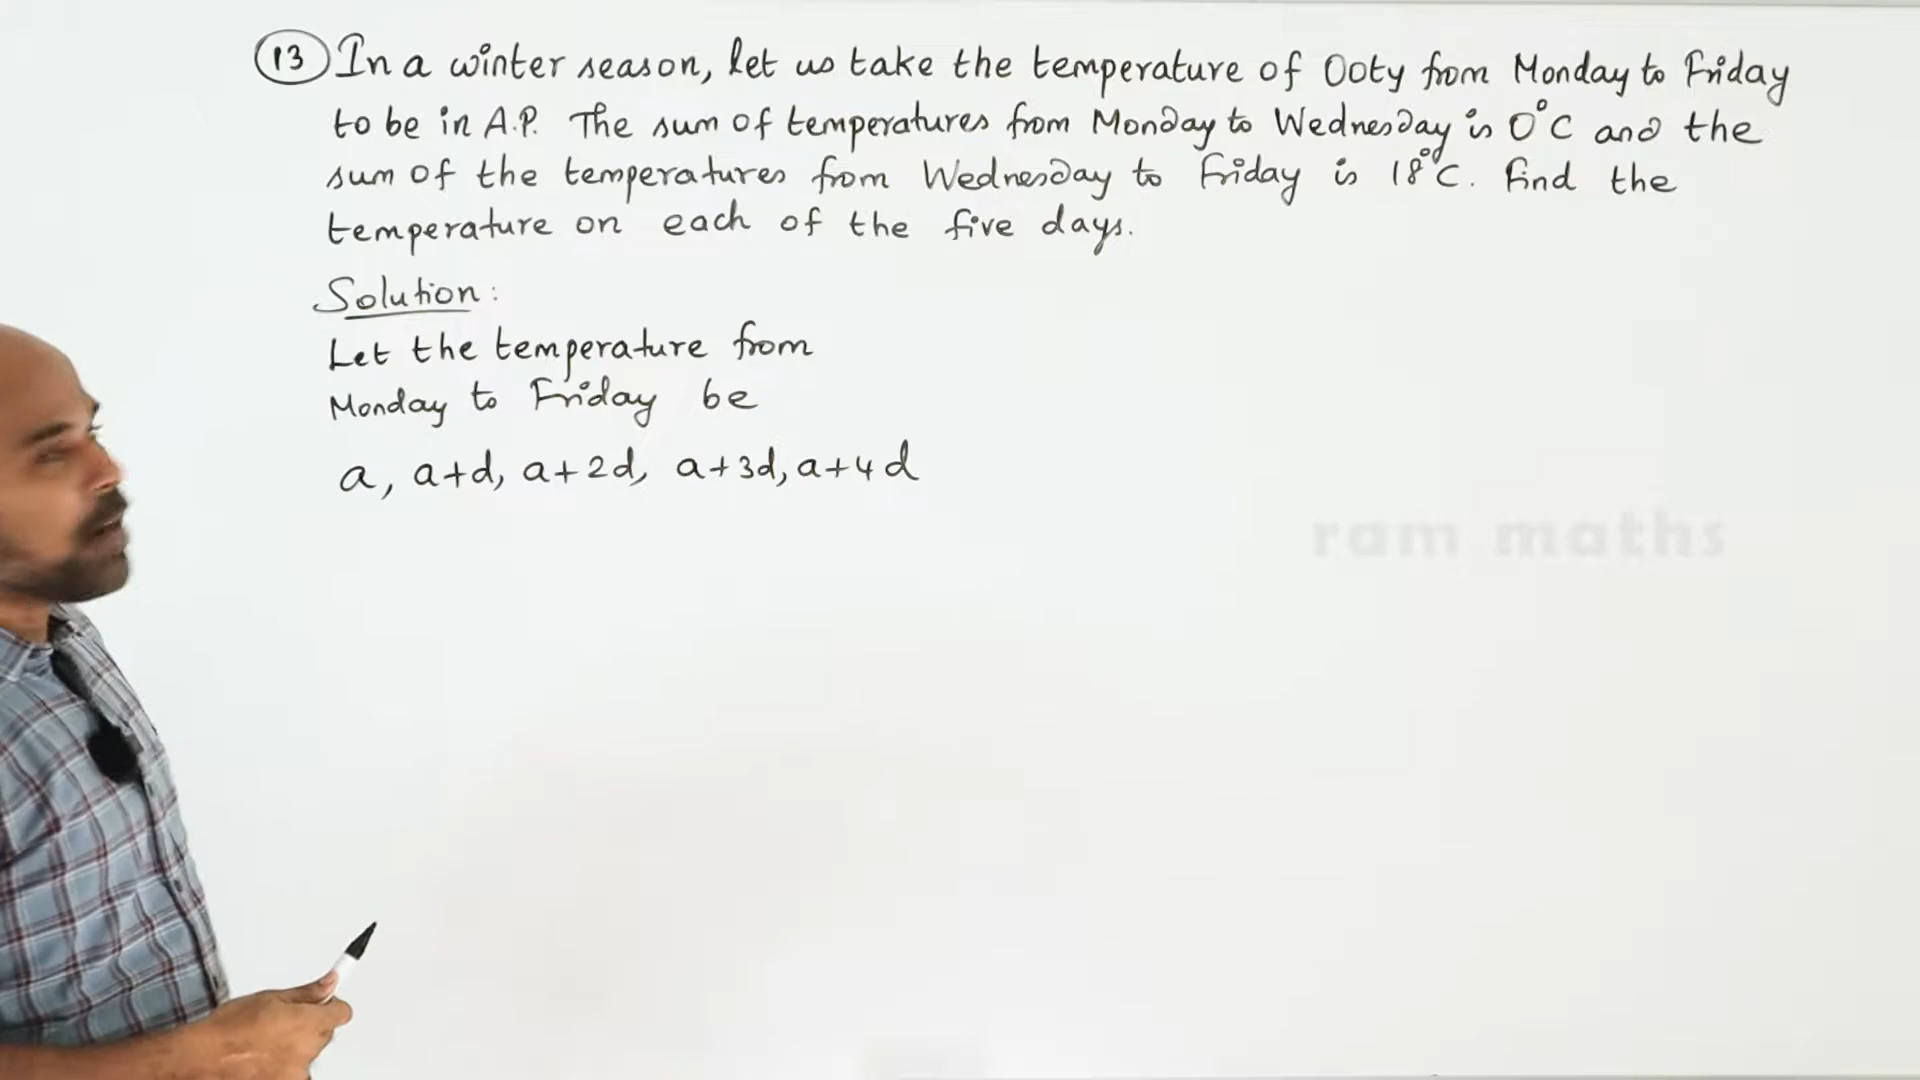 13 In a winter season, let us take the temperature of Ooty from Monday to Friday
to be in A.P. The sum of temperatures from Monday to Wednesday is 0°C and the
sum of the temperatures from Wednesday to Friday is 18°C. Find the
temperature on each of the five days.
Solution:
Let the temperature from
Monday to Friday be
a, a+d, a+2d, a+3d, a+4d
ram maths